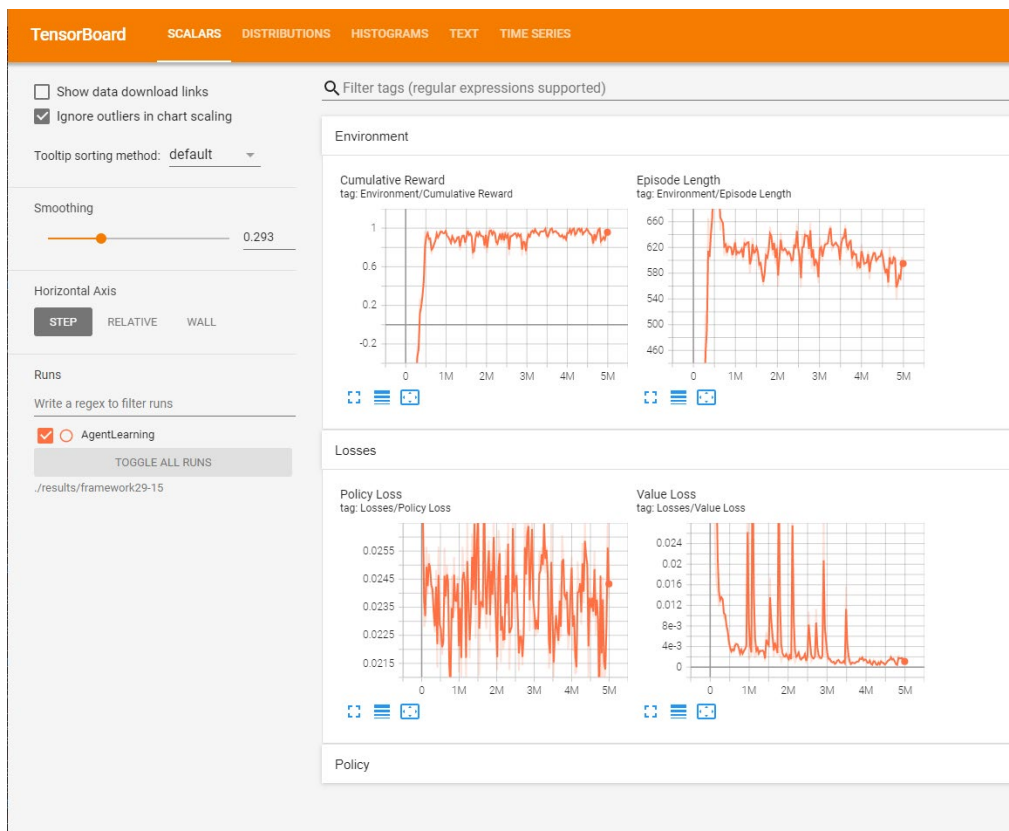 TensorBoard SCALARS DISTRIBUTIONS HISTOGRAMS TEXT TIME SERIES
Show data download links
Ignore outliers in chart scaling
Tooltip sorting method: default
Smoothing
0.293
Horizontal Axis
STEP RELATIVE WALL
Runs
Write a regex to filter runs
AgentLearning
TOGGLE ALL RUNS
./results/framework29-15
Filter tags (regular expressions supported)
Environment
Cumulative Reward
tag: Environment/Cumulative Reward
1
0.6
0.2
-0.2
0 1M 2M 3M 4M 5M
Episode Length
tag: Environment/Episode Length
660
620
580
540
500
460
0 1M 2M 3M 4M 5M
Losses
Policy Loss
tag: Losses/Policy Loss
0.0255
0.0245
0.0235
0.0225
0.0215
0 1M 2M 3M 4M 5M
Value Loss
tag: Losses/Value Loss
0.024
0.02
0.016
0.012
8e-3
4e-3
0
0 1M 2M 3M 4M 5M
Policy